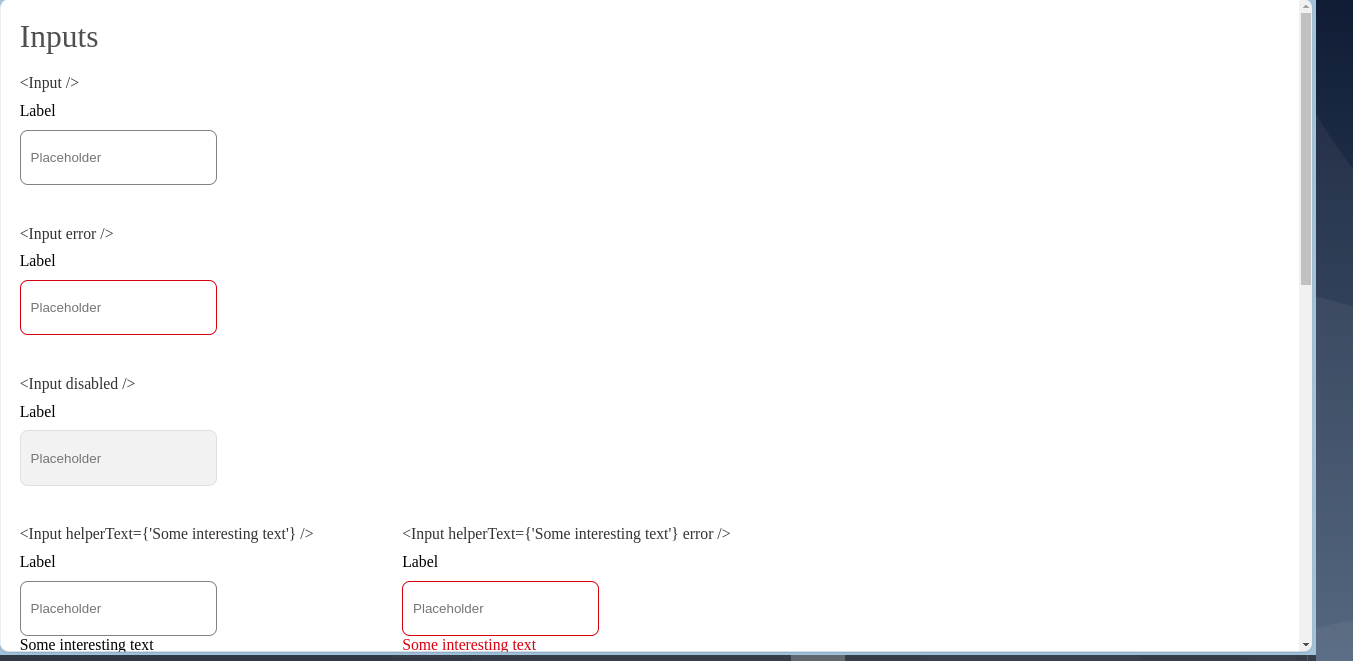 Inputs
<Input />
Label
Placeholder
<Input error />
Label
Placeholder
<Input disabled />
Label
Placeholder
<Input helperText={'Some interesting text'} />
Label
Placeholder
Some interesting text
<Input helperText={'Some interesting text'} error />
Label
Placeholder
Some interesting text